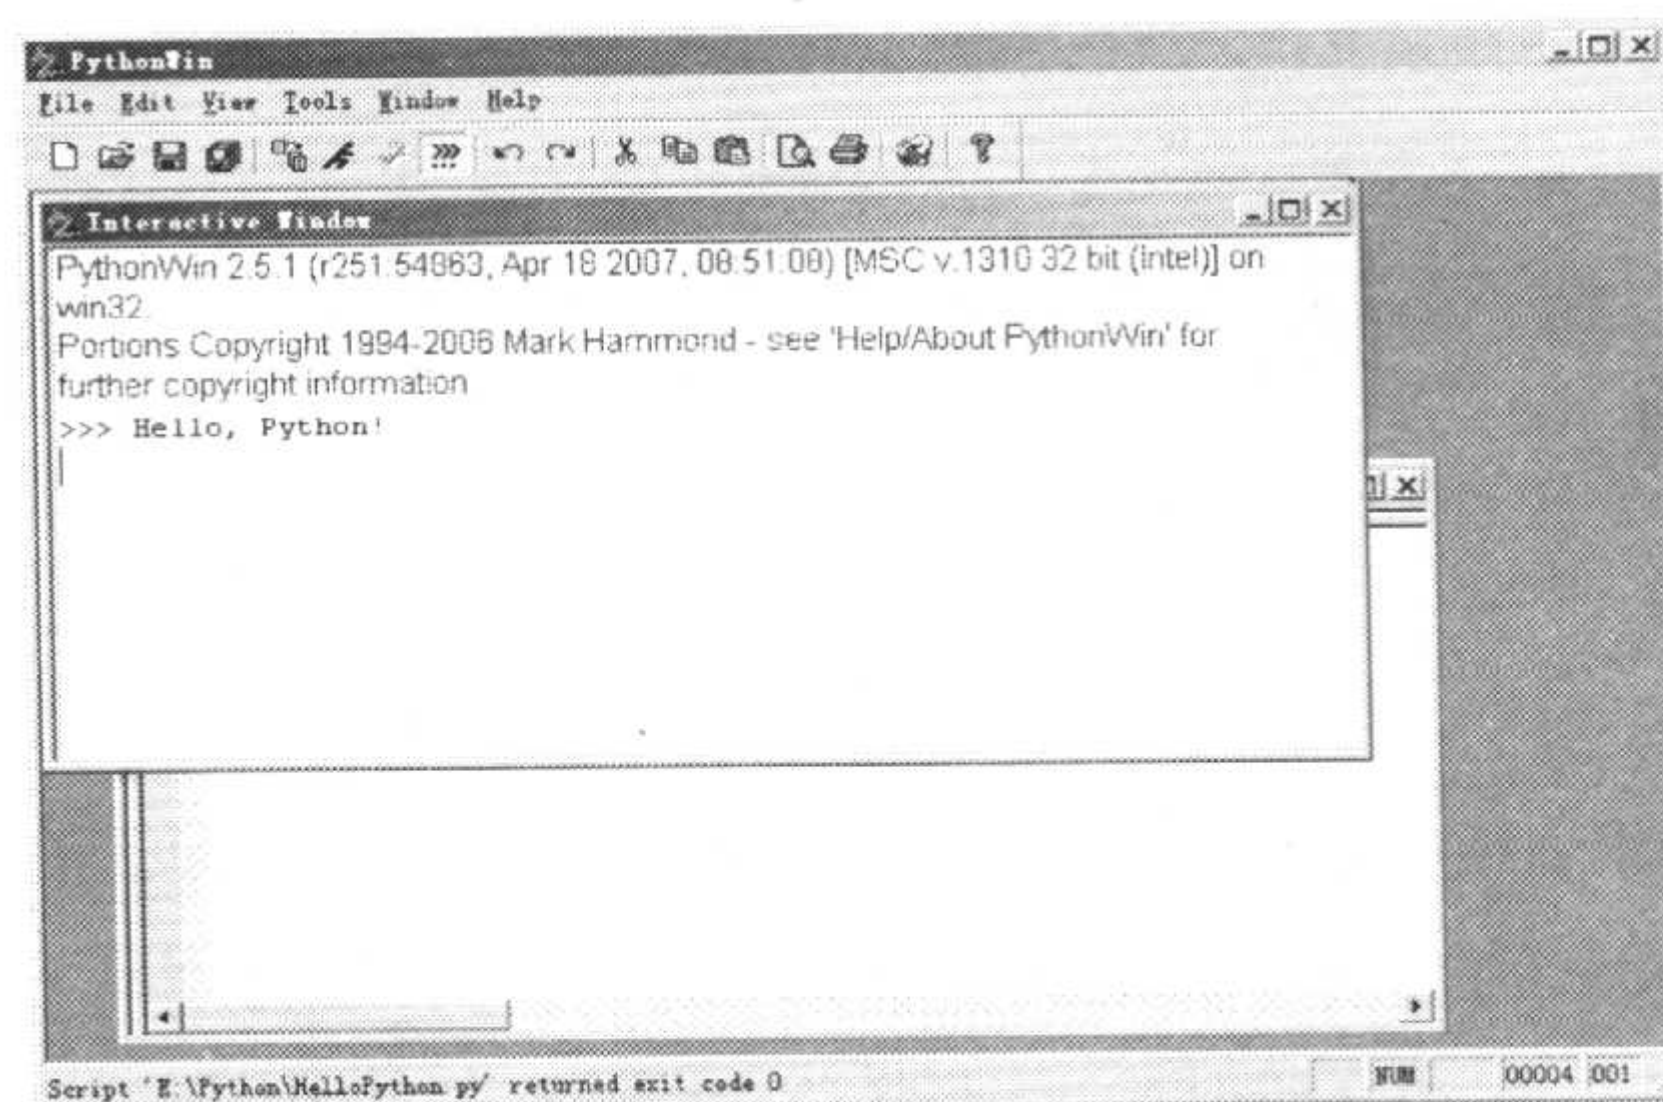 PythonWin
File Edit View Tools Window Help
Interactive Window
PythonWin 2.5.1 (r251:54863, Apr 18 2007, 08:51:08) [MSC v.1310 32 bit (Intel)] on
win32.
Portions Copyright 1994-2006 Mark Hammond - see 'Help/About PythonWin' for
further copyright information.
>>> Hello, Python!
Script 'E:\Python\HelloPython.py' returned exit code 0
NUM 00004 001